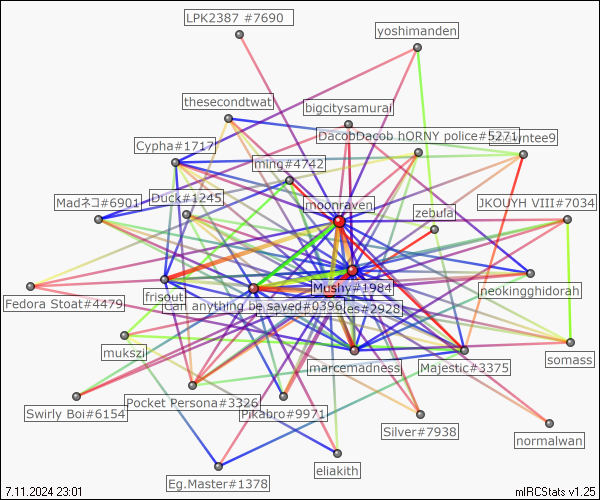 LPK2387 #7690
yoshimanden
thesecondtwat
bigcitysamurai
DacobDacob hORNY police#5271
ntee9
Cypha#1717
ming#4742
Madネコ#6901
Duck#1245
moonraven
zebula
JKOUYH VIII#7034
Mushy#1984
neokingghidorah
Fedora Stoat#4479
frisout
Can anything be saved#0396
es#2928
mukszi
marcemadness
Majestic#3375
somass
Swirly Boi#6154
Pocket Persona#3326
Pikabro#9971
Silver#7938
normalwan
Eg.Master#1378
eliakith
7.11.2024 23:01
mIRCStats v1.25